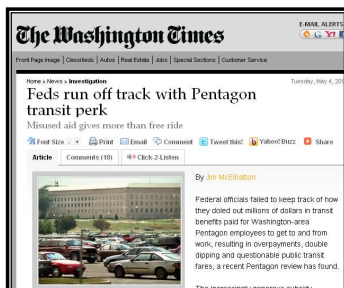 The Washington Times
E-MAIL ALERTS
Front Page Image | Classifieds | Autos | Real Estate | Jobs | Special Sections | Customer Service
Home » News » Investigation
Tuesday, May 4, 201
Feds run off track with Pentagon
transit perk
Misused aid gives more than free ride
Font Size - + Print Email Comment Tweet this! Yahoo! Buzz Share
Article Comments (18) Click-2-Listen
By Jim McElhatton
Federal officials failed to keep track of how
they doled out millions of dollars in transit
benefits paid for Washington-area
Pentagon employees to get to and from
work, resulting in overpayments, double
dipping and questionable public transit
fares, a recent Pentagon review has found.
The increasingly generous subsidy